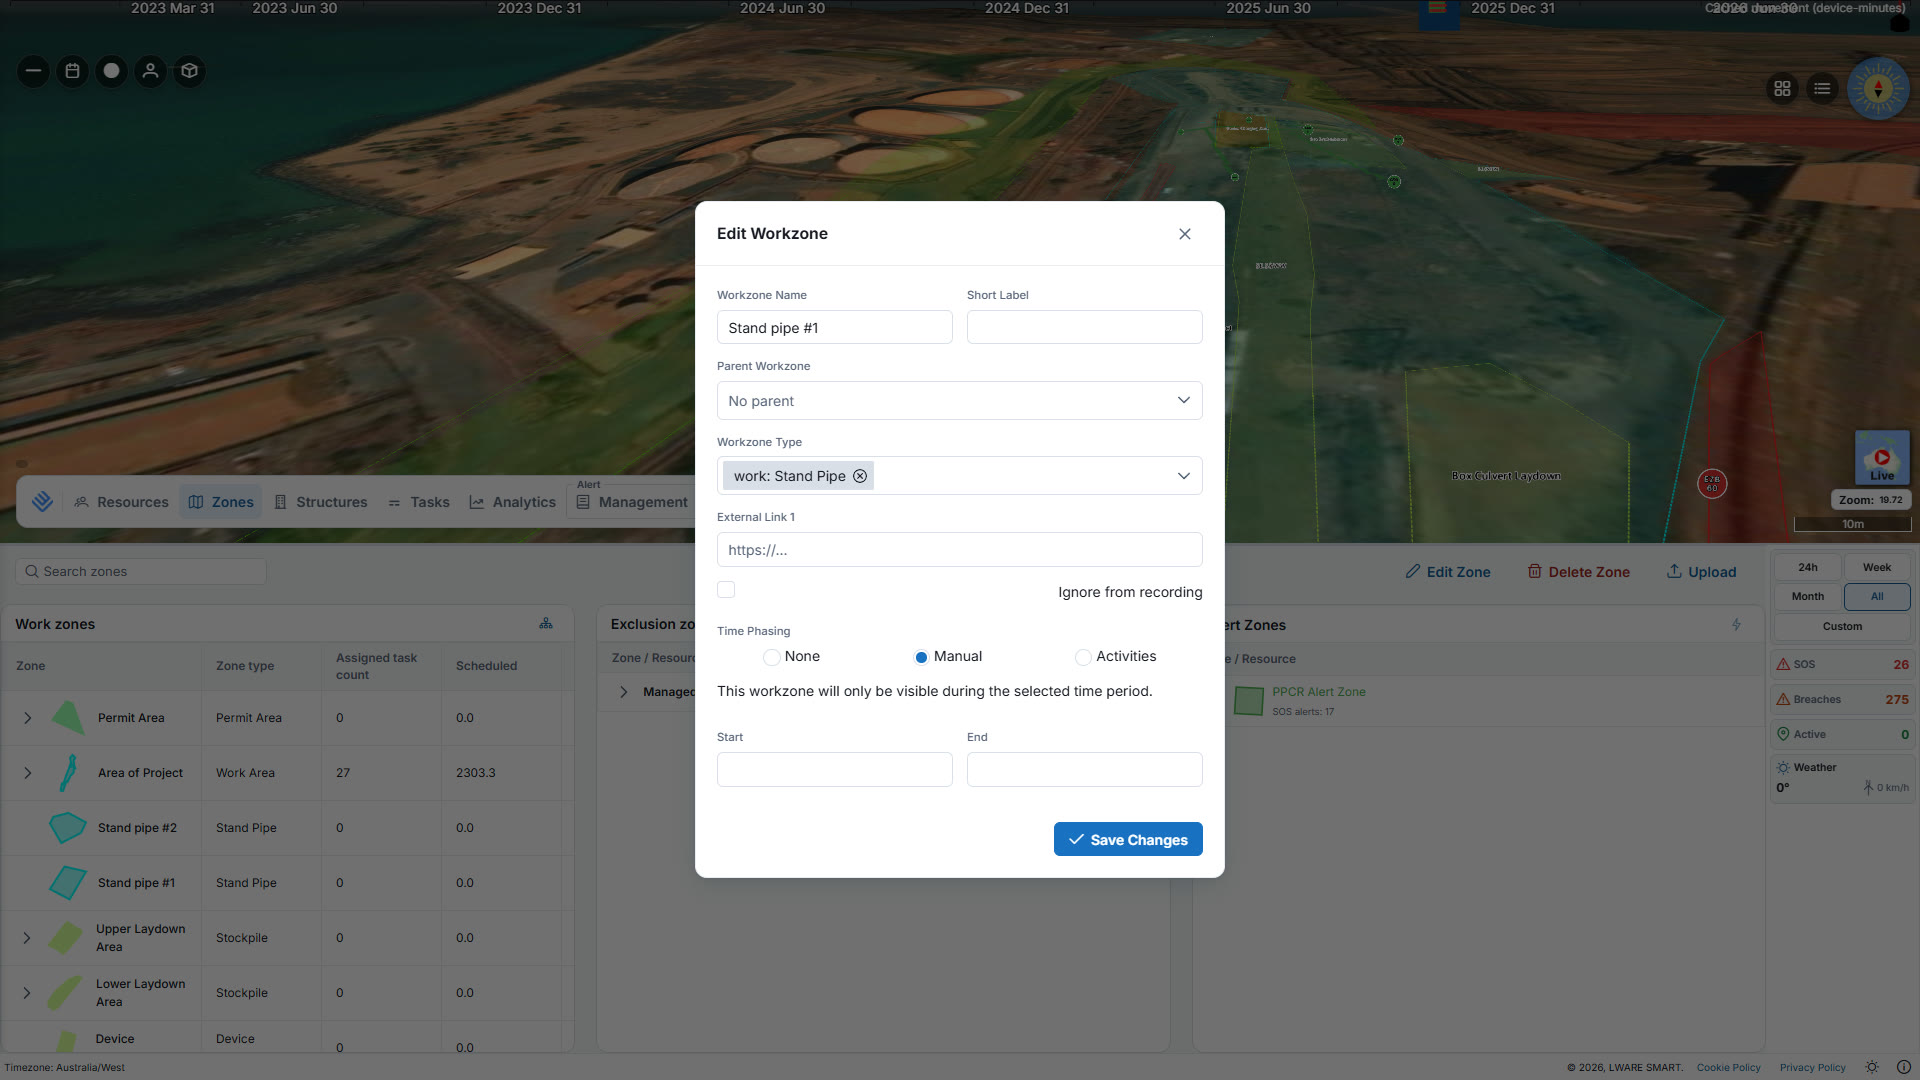 2023 Mar 31
2023 Jun 30
2023 Dec 31
2024 Jun 30
2024 Dec 31
2025 Jun 30
2025 Dec 31
(device-minutes)
Box Culvert Laydown
Live
Zoom: 19.72
10m
Resources
Zones
Structures
Tasks
Analytics
Alert
Management
Edit Workzone
Workzone Name
Short Label
Stand pipe #1
Parent Workzone
No parent
Workzone Type
work: Stand Pipe
External Link 1
https://...
Ignore from recording
Time Phasing
None
Manual
Activities
This workzone will only be visible during the selected time period.
Start
End
Save Changes
Search zones
Edit Zone
Delete Zone
Upload
24h
Week
Month
All
Custom
SOS
26
Breaches
275
Active
0
Weather
0°
0 km/h
Work zones
Zone
Zone type
Assigned task
count
Scheduled
Permit Area
Permit Area
0
0.0
Area of Project
Work Area
27
2303.3
Stand pipe #2
Stand Pipe
0
0.0
Stand pipe #1
Stand Pipe
0
0.0
Upper Laydown
Area
Stockpile
0
0.0
Lower Laydown
Area
Stockpile
0
0.0
Device
Device
0
0.0
Exclusion zo
Zone / Resour
Managed
ert Zones
e / Resource
PPCR Alert Zone
SOS alerts: 17
Timezone: Australia/West
© 2026, LWARE SMART.
Cookie Policy
Privacy Policy